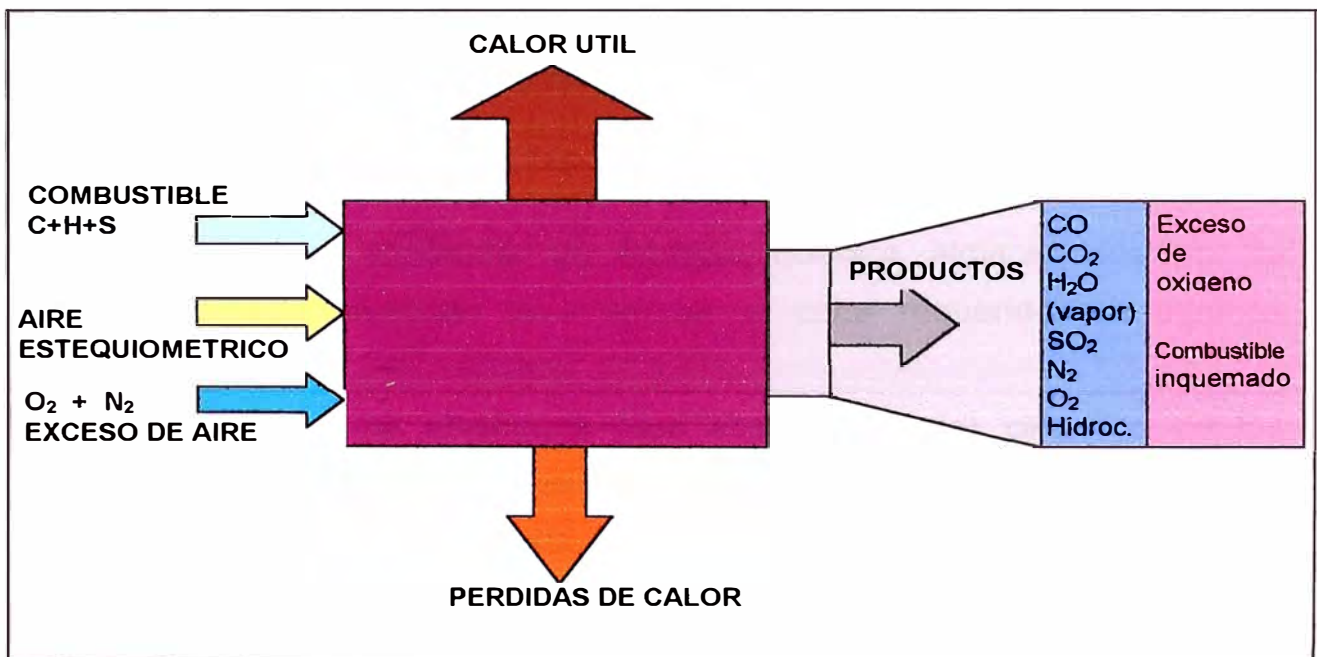 CALOR UTIL
COMBUSTIBLE
C+H+S
AIRE
ESTEQUIOMETRICO
O₂ + N₂
EXCESO DE AIRE
PERDIDAS DE CALOR
PRODUCTOS
CO
CO₂
H₂O
(vapor)
SO₂
N₂
O₂
Hidroc.
Exceso
de
oxigeno
Combustible
inquemado